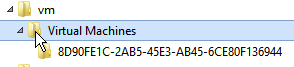 vm
Virtual Machines
8D90FE1C-2AB5-45E3-AB45-6CE80F136944